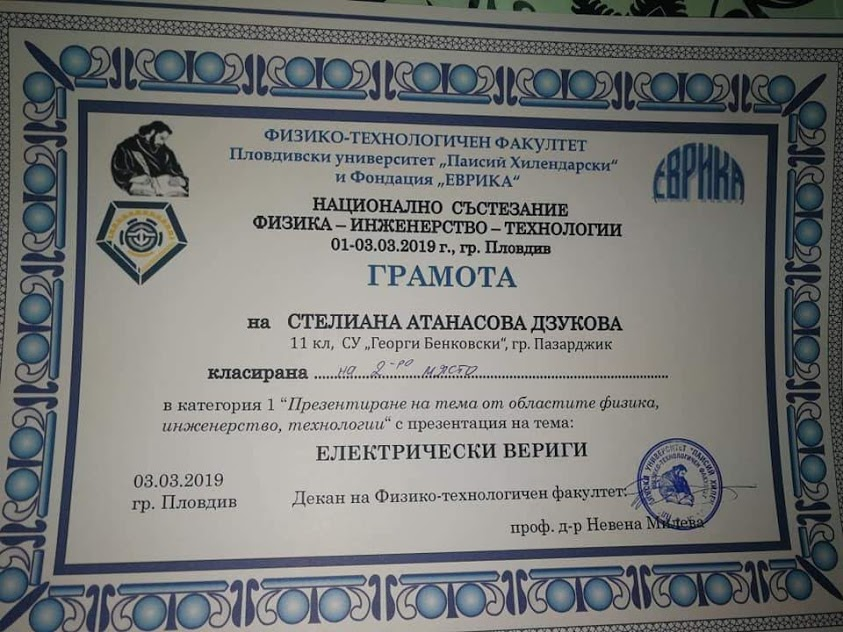 ФИЗИКО-ТЕХНОЛОГИЧЕН ФАКУЛТЕТ
Пловдивски университет „Паисий Хилендарски“
и Фондация „ЕВРИКА“
ЕВРИКА
НАЦИОНАЛНО СЪСТЕЗАНИЕ
ФИЗИКА – ИНЖЕНЕРСТВО – ТЕХНОЛОГИИ
01-03.03.2019 г., гр. Пловдив
ГРАМОТА
на СТЕЛИАНА АТАНАСОВА ДЗУКОВА
11 кл, СУ „Георги Бенковски“, гр. Пазарджик
класирана на 2-ро място
в категория 1 “Презентиране на тема от областите физика,
инженерство, технологии“ с презентация на тема:
ЕЛЕКТРИЧЕСКИ ВЕРИГИ
03.03.2019
гр. Пловдив
Декан на Физико-технологичен факултет:
проф. д-р Невена Милева